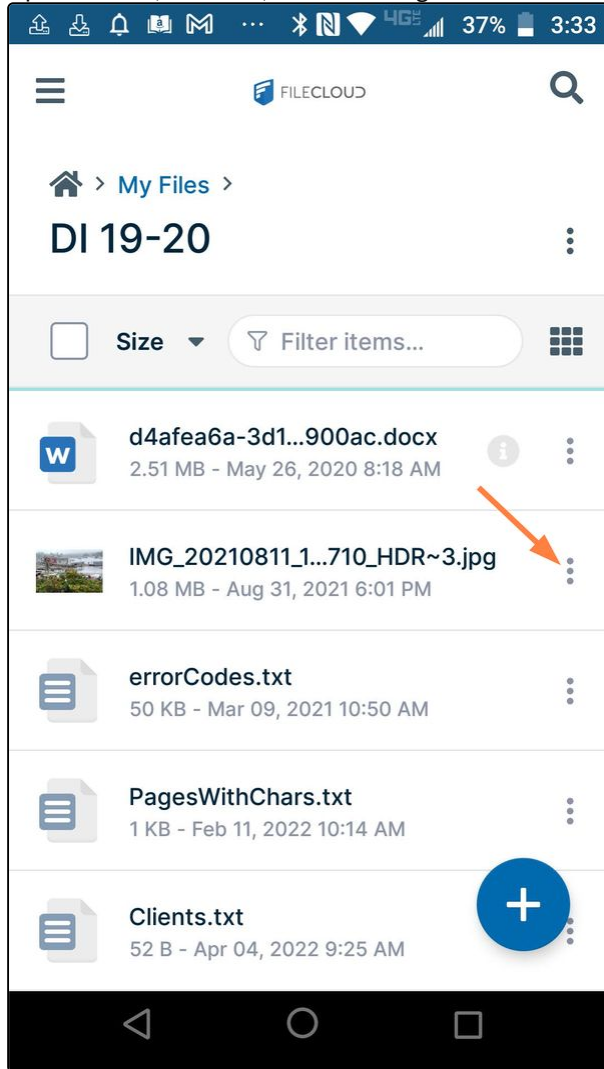 37% 3:33
FILECLOUD
> My Files >
DI 19-20
Size Filter items...
d4afea6a-3d1...900ac.docx
2.51 MB - May 26, 2020 8:18 AM
IMG_20210811_1...710_HDR~3.jpg
1.08 MB - Aug 31, 2021 6:01 PM
errorCodes.txt
50 KB - Mar 09, 2021 10:50 AM
PagesWithChars.txt
1 KB - Feb 11, 2022 10:14 AM
Clients.txt
52 B - Apr 04, 2022 9:25 AM